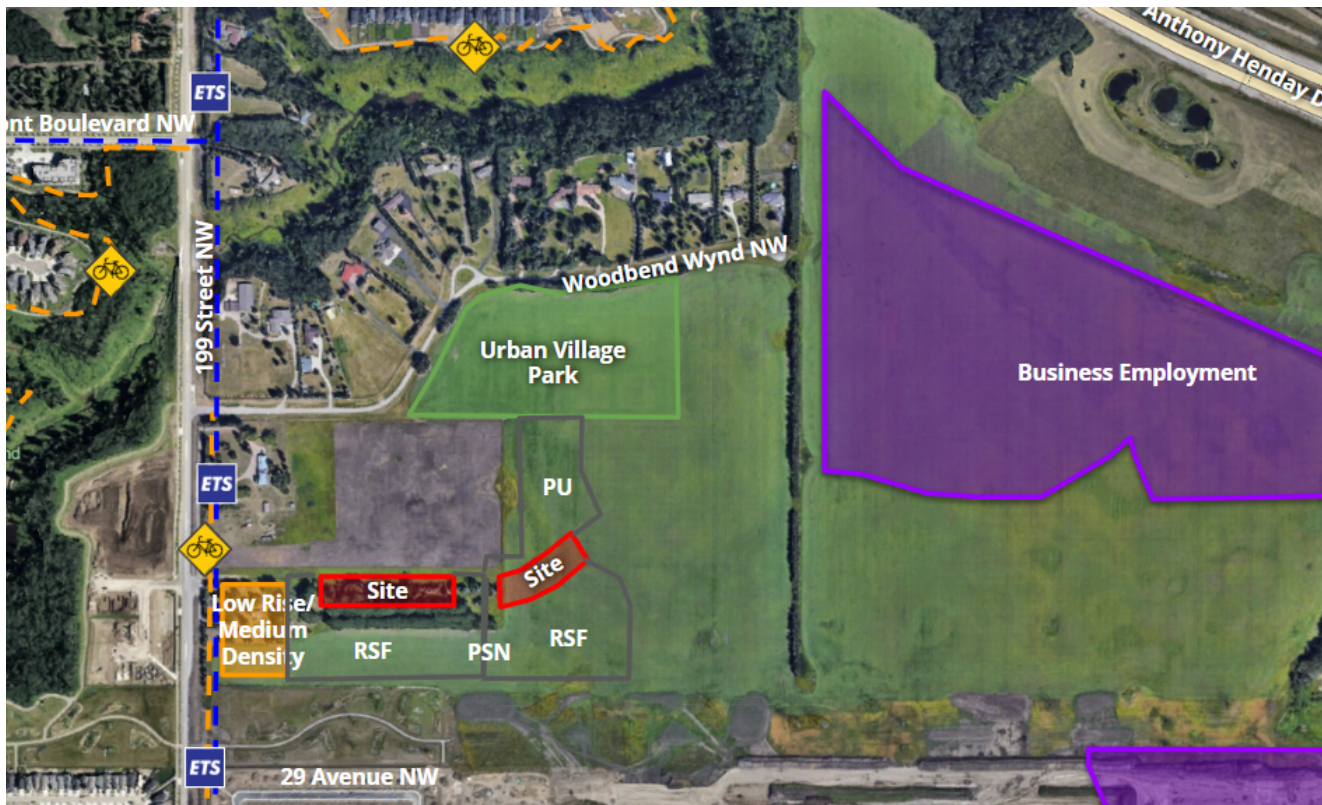 Anthony Henday D
ETS
ont Boulevard NW
199 Street NW
Woodbend Wynd NW
Urban Village
Park
Business Employment
ETS
PU
Site
Site
Low Rise/
Medium
Density
RSF
PSN
RSF
ETS
29 Avenue NW